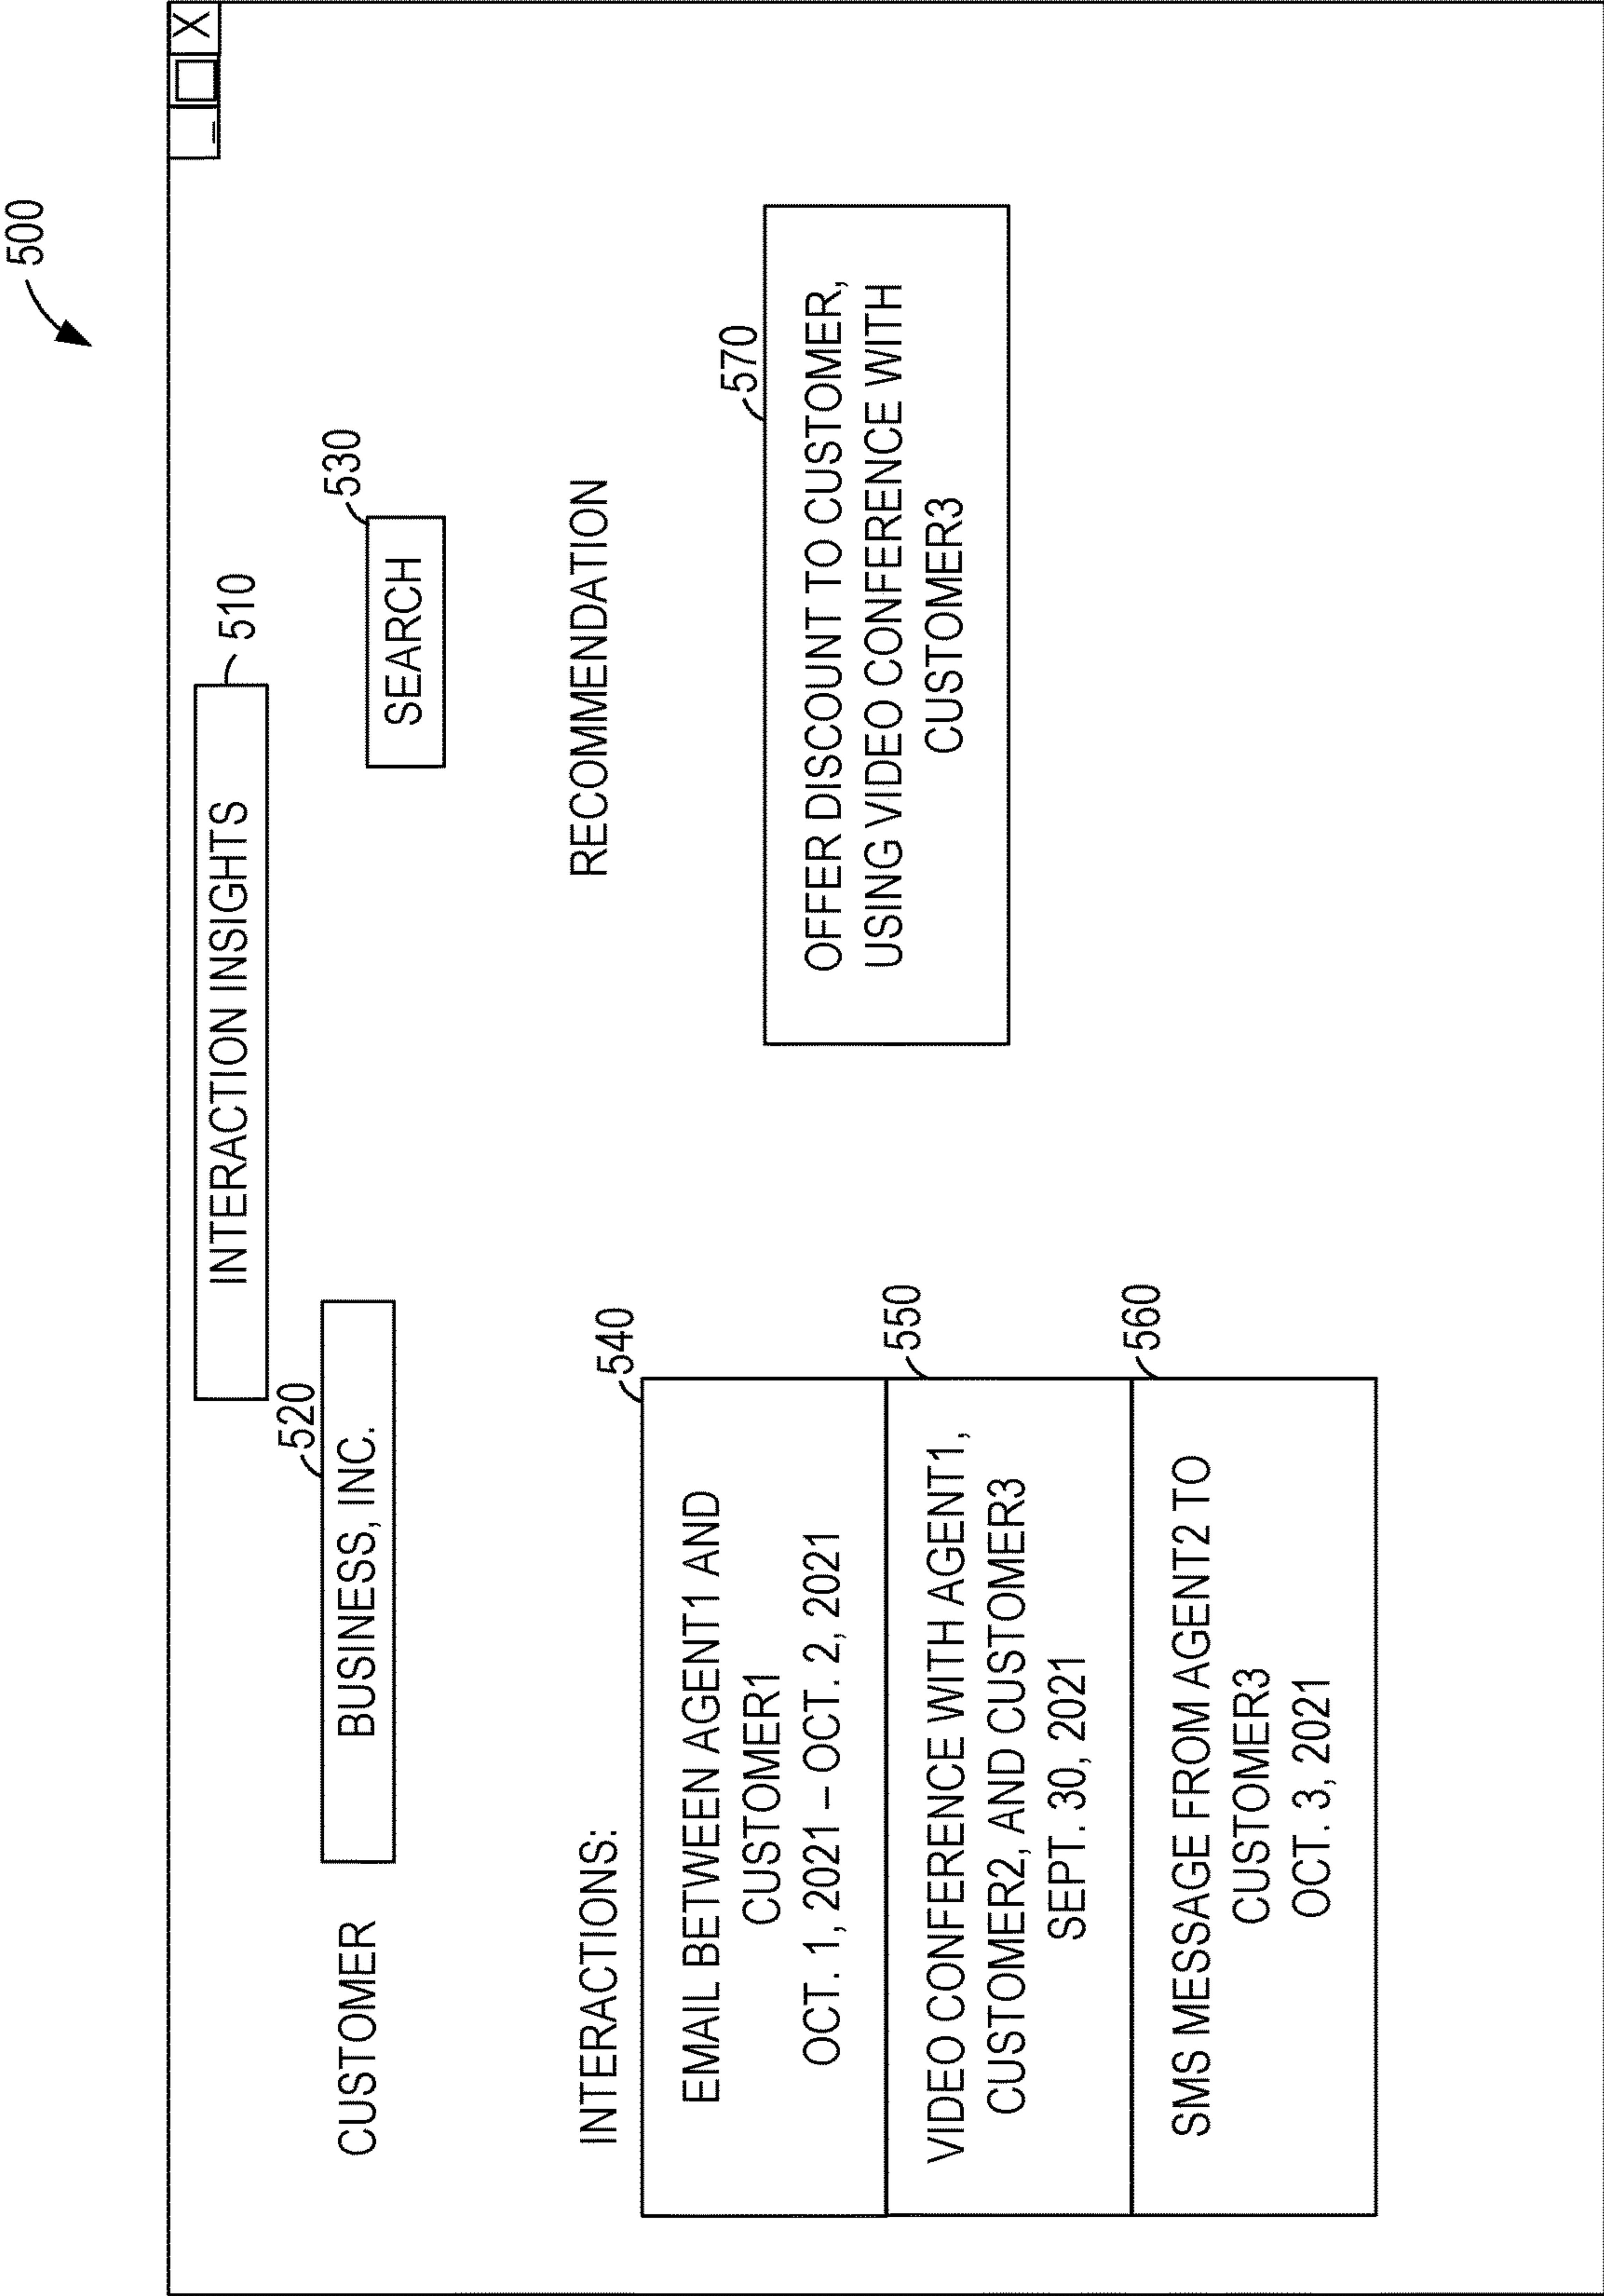 500
INTERACTION INSIGHTS
510
_ X
520
530
CUSTOMER
BUSINESS, INC.
SEARCH
INTERACTIONS:
RECOMMENDATION
540
EMAIL BETWEEN AGENT1 AND
CUSTOMER1
OCT. 1, 2021 – OCT. 2, 2021
550
VIDEO CONFERENCE WITH AGENT1,
CUSTOMER2, AND CUSTOMER3
SEPT. 30, 2021
560
SMS MESSAGE FROM AGENT2 TO
CUSTOMER3
OCT. 3, 2021
570
OFFER DISCOUNT TO CUSTOMER,
USING VIDEO CONFERENCE WITH
CUSTOMER3